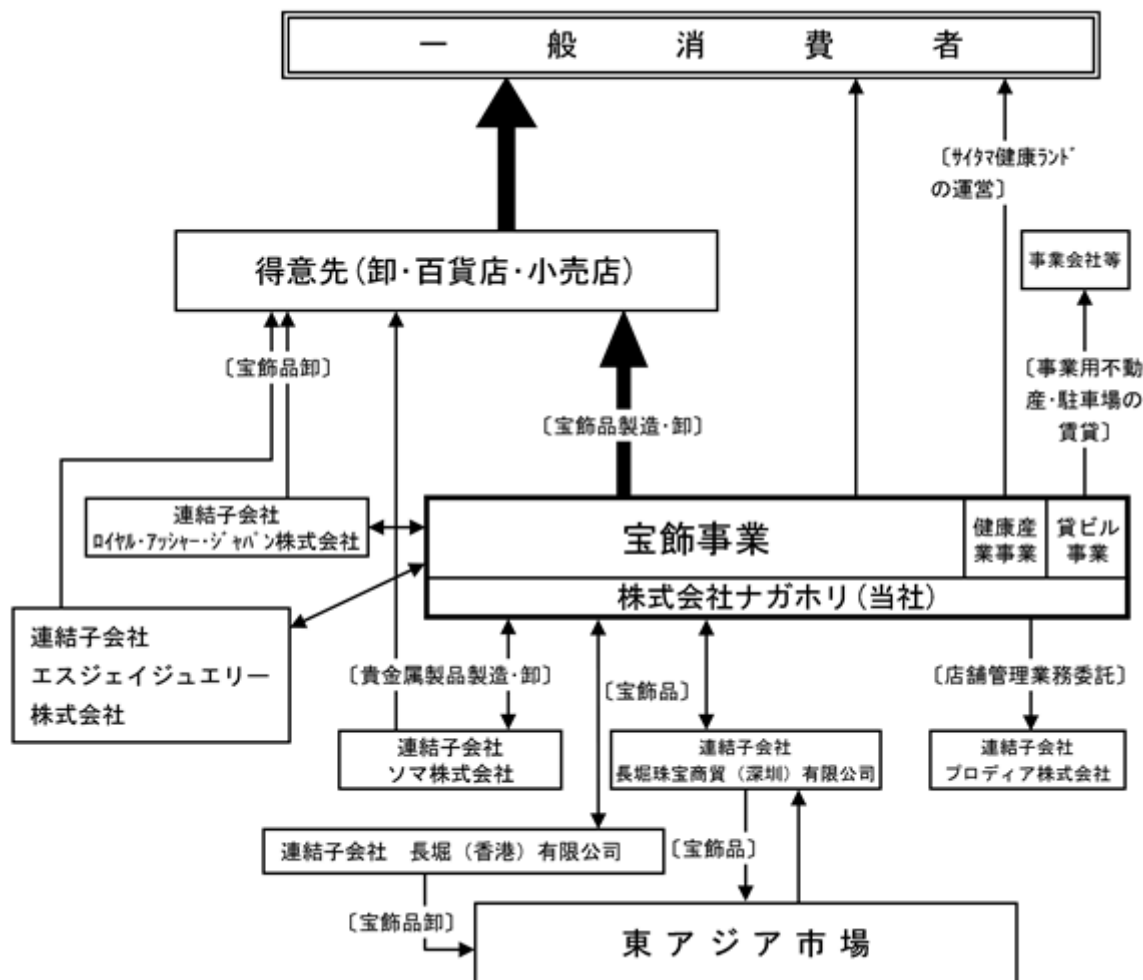 一般消費者
〔ｻｲﾀﾏ健康ﾗﾝﾄﾞ
の運営〕
得意先(卸・百貨店・小売店)
事業会社等
〔宝飾品卸〕
〔事業用不動
産・駐車場の
賃貸〕
〔宝飾品製造・卸〕
連結子会社
ﾛｲﾔﾙ・ｱｯｼｬｰ・ｼﾞｬﾊﾟﾝ株式会社
宝飾事業
健康産
業事業
貸ビル
事業
株式会社ナガホリ(当社)
連結子会社
エスジェイジュエリー
株式会社
〔貴金属製品製造・卸〕
〔宝飾品〕
〔店舗管理業務委託〕
連結子会社
ソマ株式会社
連結子会社
長堀珠宝商貿（深圳）有限公司
連結子会社
プロディア株式会社
連結子会社　長堀（香港）有限公司
〔宝飾品〕
〔宝飾品卸〕
東アジア市場